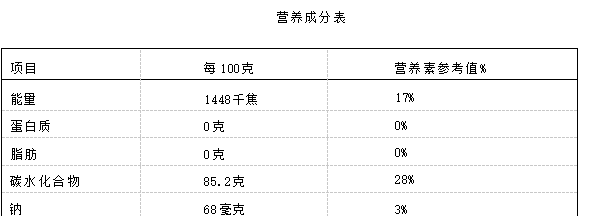 营养成分表
项目 每 100克 营养素参考值%
能量 1448千焦 17%
蛋白质 0克 0%
脂肪 0克 0%
碳水化合物 85.2克 28%
钠 68毫克 3%